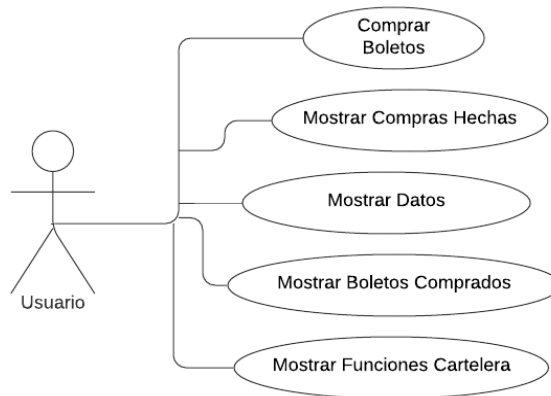 Comprar
Boletos
Mostrar Compras Hechas
Mostrar Datos
Mostrar Boletos Comprados
Usuario
Mostrar Funciones Cartelera